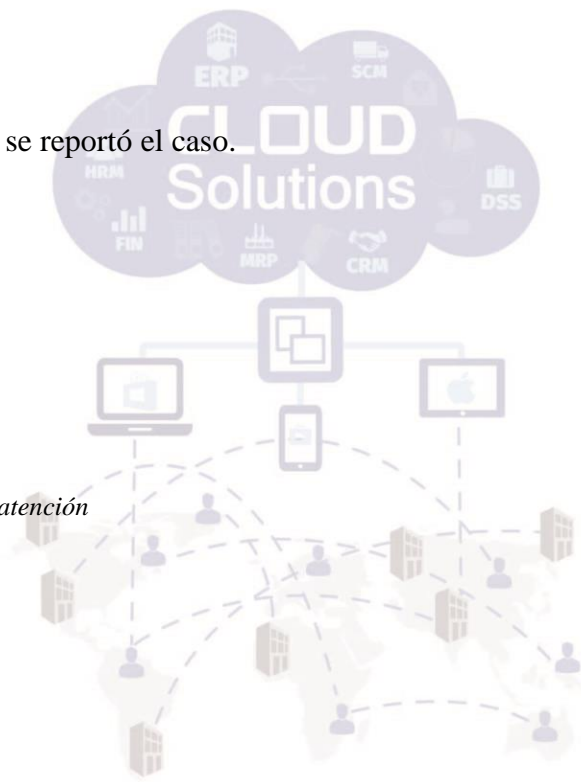 ERP
SCM
se reportó el caso.
CLOUD
HRM
Solutions
DSS
FIN
MRP
CRM
atención